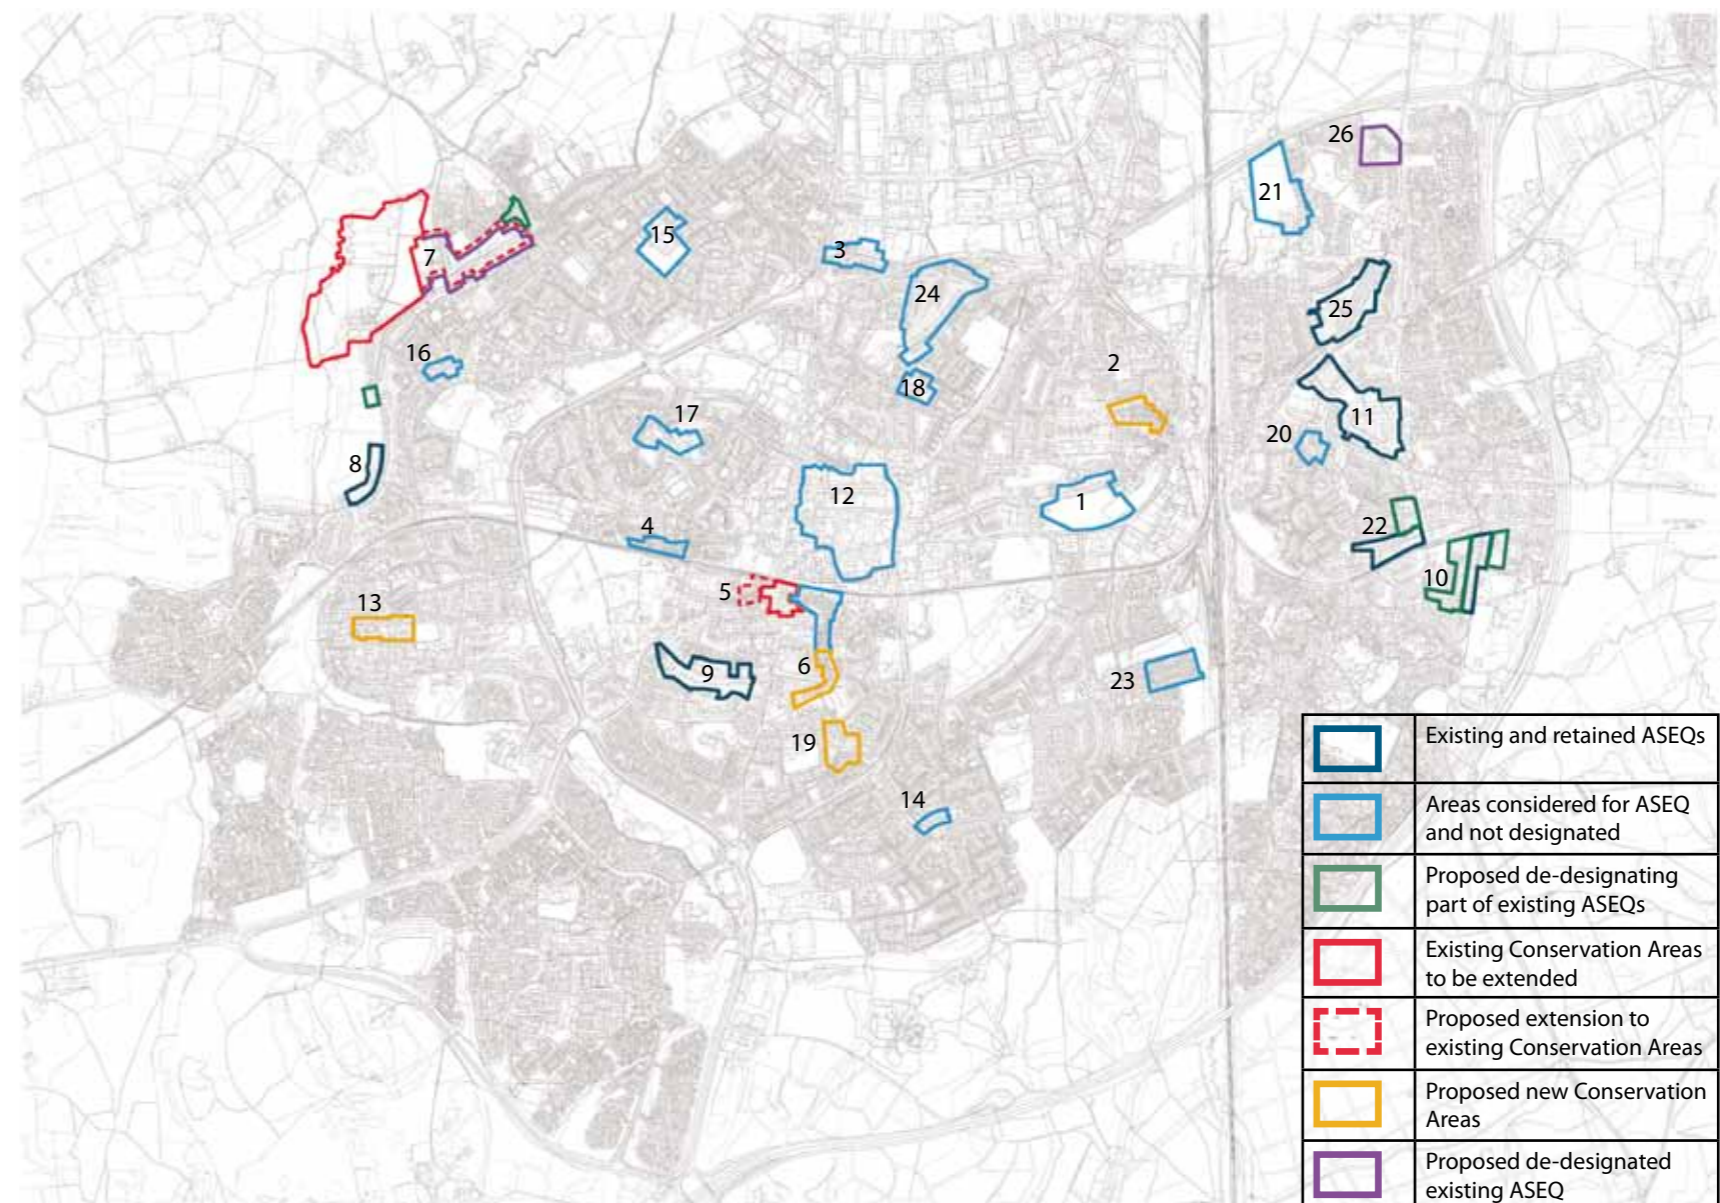 26
21
15
3
7
24
25
16
2
18
17
11
20
8
12
1
4
22
10
5
13
6
9
23
19
14
Existing and retained ASEQs
Areas considered for ASEQ
and not designated
Proposed de-designating
part of existing ASEQs
Existing Conservation Areas
to be extended
Proposed extension to
existing Conservation Areas
Proposed new Conservation
Areas
Proposed de-designated
existing ASEQ